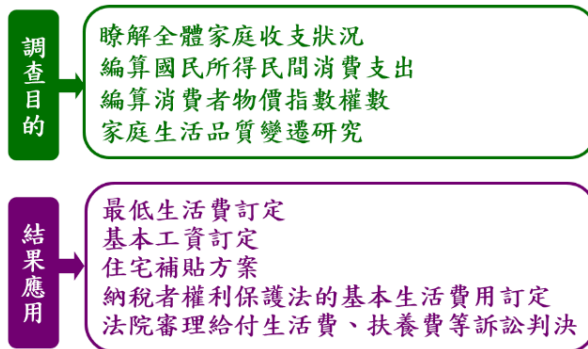 調查目的
瞭解全體家庭收支狀況
編算國民所得民間消費支出
編算消費者物價指數權數
家庭生活品質變遷研究
結果應用
最低生活費訂定
基本工資訂定
住宅補貼方案
納稅者權利保護法的基本生活費用訂定
法院審理給付生活費、扶養費等訴訟判決